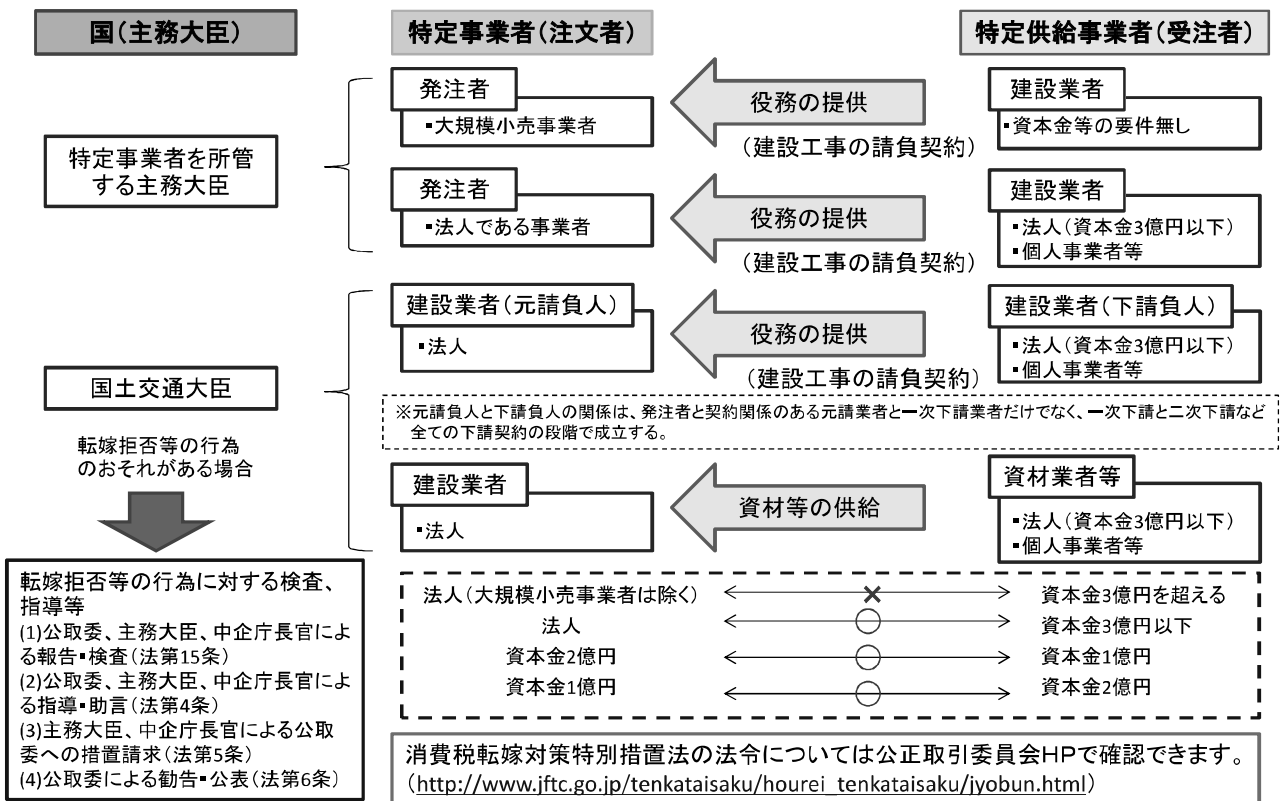 国(主務大臣)
特定事業者(注文者)
特定供給事業者(受注者)
特定事業者を所管
する主務大臣
発注者
▪大規模小売事業者
役務の提供
(建設工事の請負契約)
建設業者
▪資本金等の要件無し
発注者
▪法人である事業者
役務の提供
(建設工事の請負契約)
建設業者
▪法人(資本金3億円以下)
▪個人事業者等
国土交通大臣
建設業者(元請負人)
▪法人
役務の提供
(建設工事の請負契約)
建設業者(下請負人)
▪法人(資本金3億円以下)
▪個人事業者等
※元請負人と下請負人の関係は、発注者と契約関係のある元請業者と一次下請業者だけでなく、一次下請と二次下請など
全ての下請契約の段階で成立する。
建設業者
▪法人
資材等の供給
資材業者等
▪法人(資本金3億円以下)
▪個人事業者等
転嫁拒否等の行為
のおそれがある場合
転嫁拒否等の行為に対する検査、
指導等
(1)公取委、主務大臣、中企庁長官によ
る報告▪検査(法第15条)
(2)公取委、主務大臣、中企庁長官によ
る指導▪助言(法第4条)
(3)主務大臣、中企庁長官による公取
委への措置請求(法第5条)
(4)公取委による勧告▪公表(法第6条)
法人(大規模小売事業者は除く) × 資本金3億円を超える
法人 ○ 資本金3億円以下
資本金2億円 ○ 資本金1億円
資本金1億円 ○ 資本金2億円
消費税転嫁対策特別措置法の法令については公正取引委員会HPで確認できます。
(http://www.jftc.go.jp/tenkataisaku/hourei_tenkataisaku/jyobun.html)